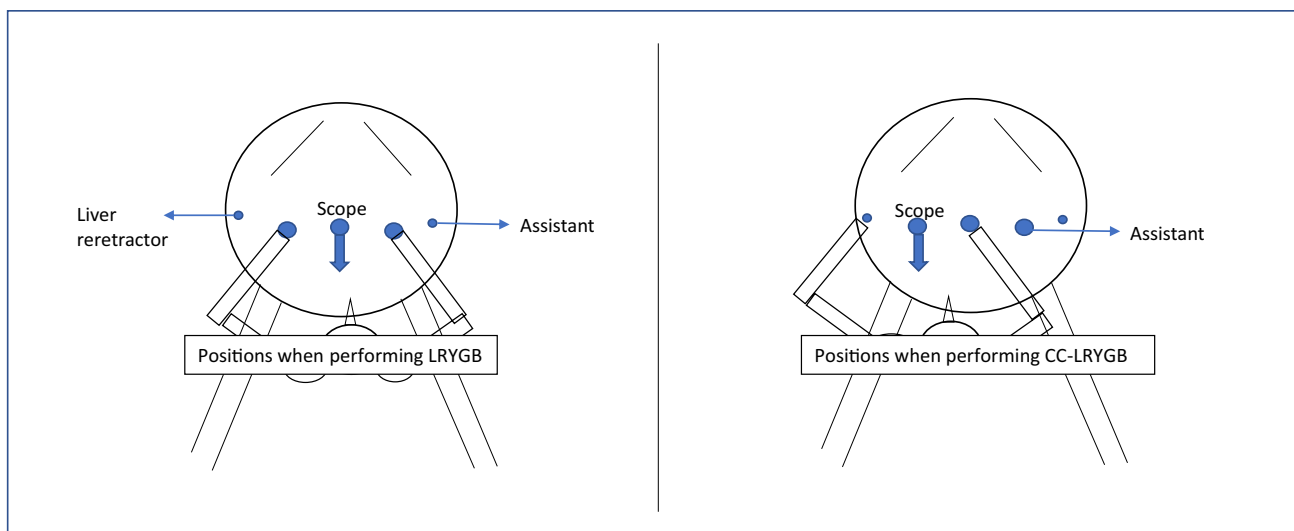 Liver
reretractor
Scope
Assistant
Positions when performing LRYGB
Scope
Assistant
Positions when performing CC-LRYGB